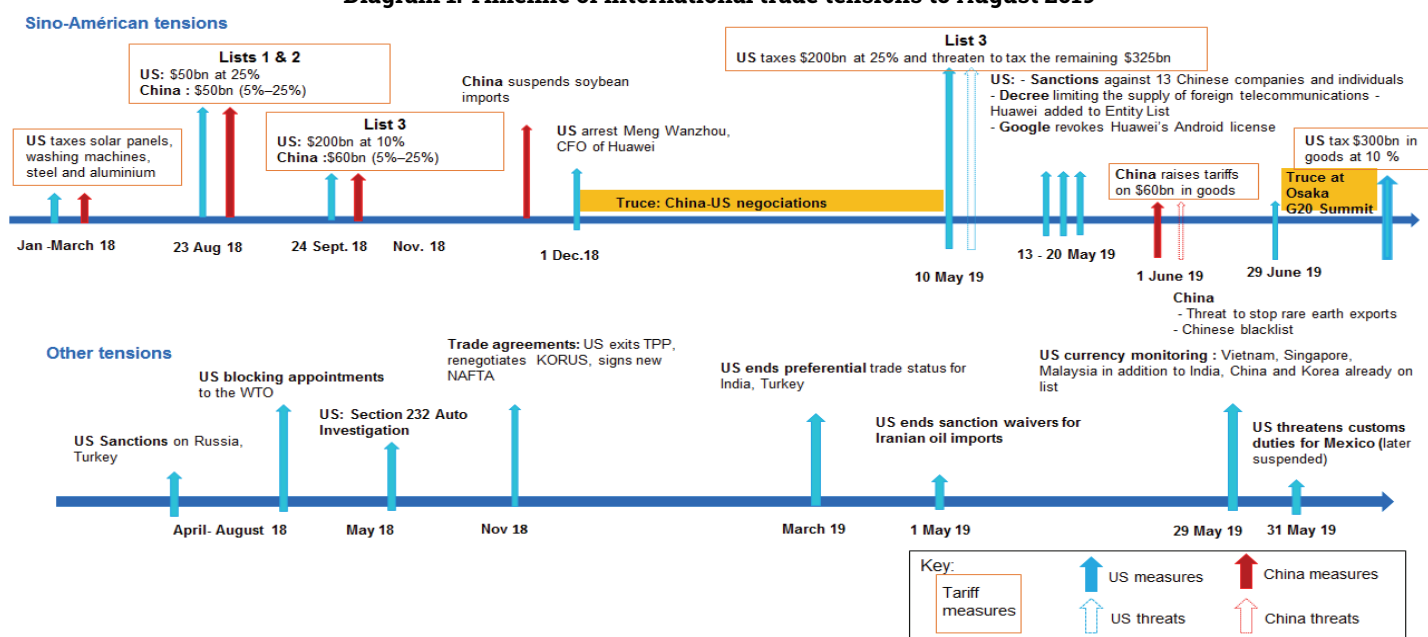 Diagram 1: Timeline of international trade tensions to August 2019
Sino-Américan tensions
US taxes solar panels,
washing machines,
steel and aluminium
Lists 1 & 2
US: $50bn at 25%
China : $50bn (5%–25%)
List 3
US: $200bn at 10%
China :$60bn (5%–25%)
China suspends soybean
imports
US arrest Meng Wanzhou,
CFO of Huawei
Truce: China-US negociations
List 3
US taxes $200bn at 25% and threaten to tax the remaining $325bn
US: - Sanctions against 13 Chinese companies and individuals
- Decree limiting the supply of foreign telecommunications -
Huawei added to Entity List
- Google revokes Huawei's Android license
China raises tariffs
on $60bn in goods
Truce at
Osaka
G20 Summit
US tax $300bn in
goods at 10 %
Jan -March 18
23 Aug 18
24 Sept. 18
Nov. 18
1 Dec.18
10 May 19
13 - 20 May 19
1 June 19
29 June 19
China
- Threat to stop rare earth exports
- Chinese blacklist
Other tensions
US Sanctions on Russia,
Turkey
US blocking appointments
to the WTO
US: Section 232 Auto
Investigation
Trade agreements: US exits TPP,
renegotiates KORUS, signs new
NAFTA
US ends preferential trade status for
India, Turkey
US ends sanction waivers for
Iranian oil imports
US currency monitoring : Vietnam, Singapore,
Malaysia in addition to India, China and Korea already on
list
US threatens customs
duties for Mexico (later
suspended)
April- August 18
May 18
Nov 18
March 19
1 May 19
29 May 19
31 May 19
Key:
Tariff
measures
US measures
China measures
US threats
China threats